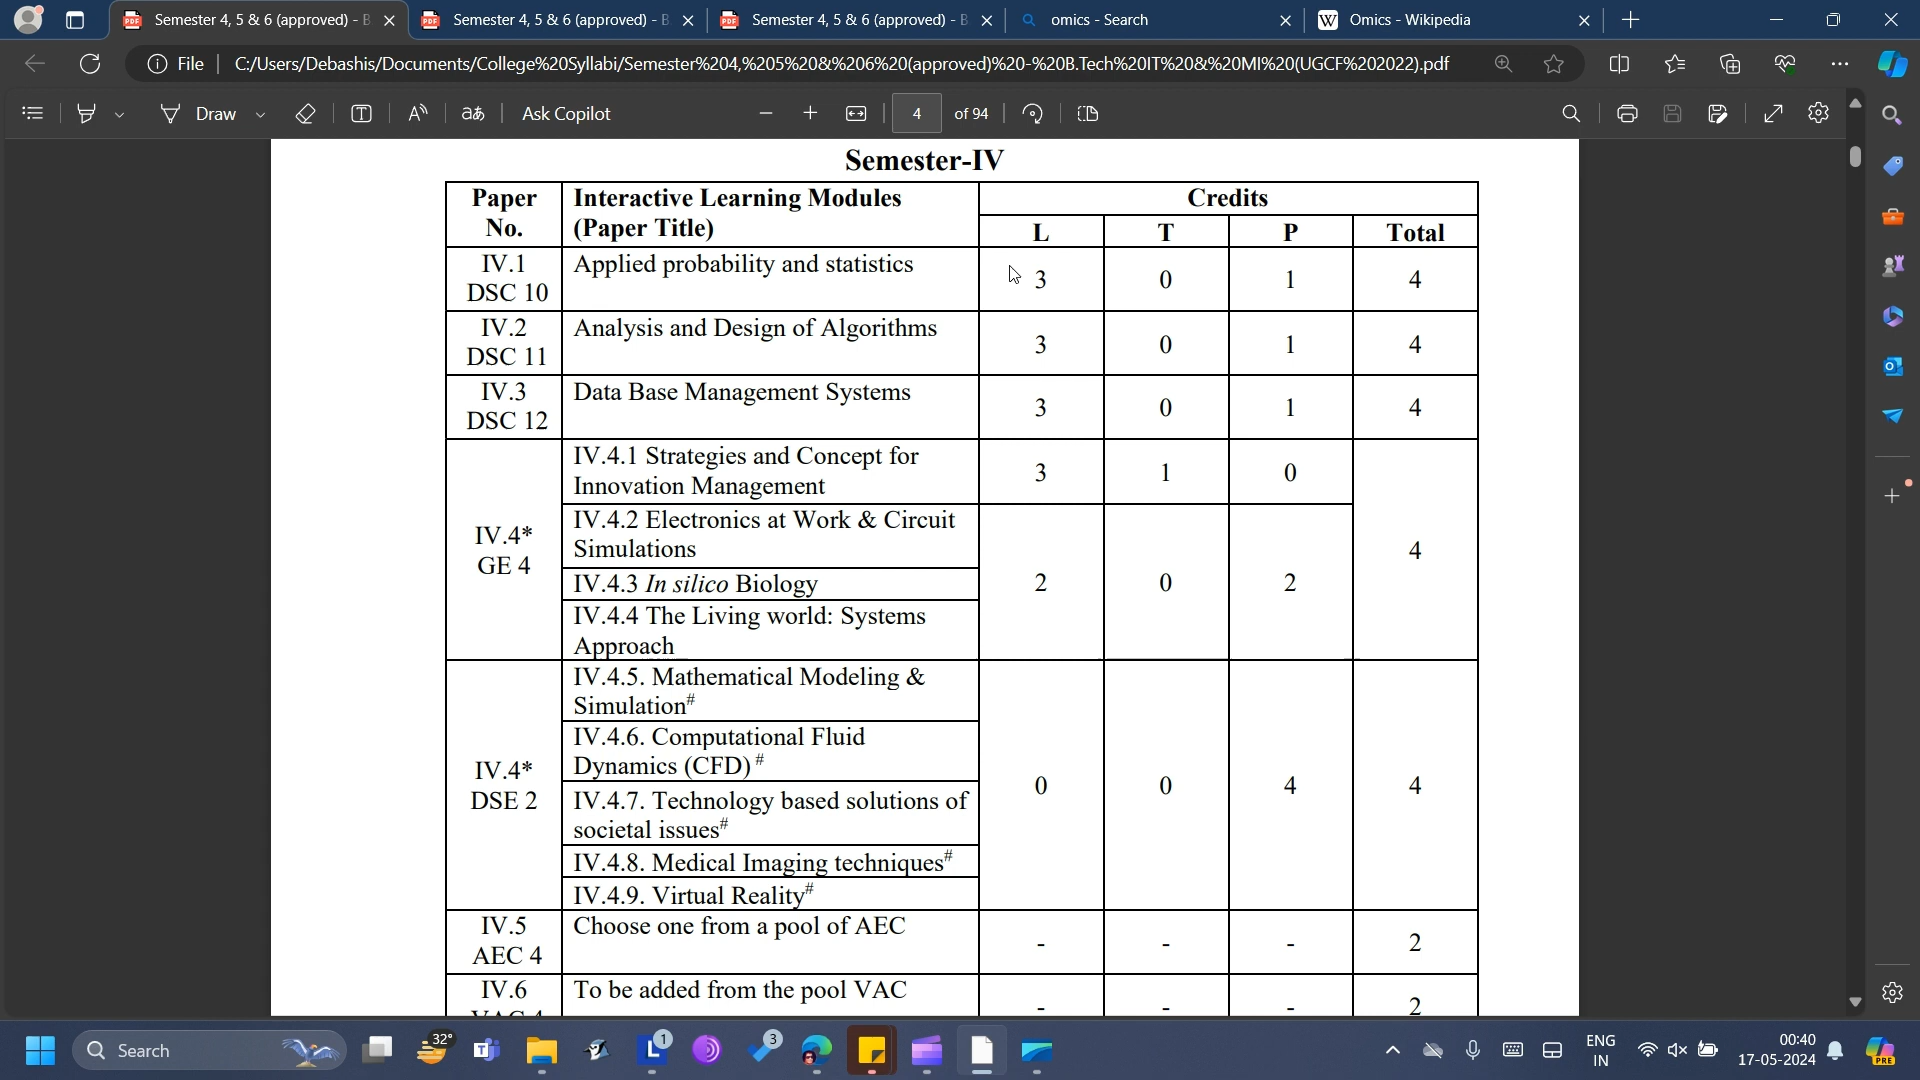 Semester 4, 5 & 6 (approved) - B
Semester 4, 5 & 6 (approved) - B
Semester 4, 5 & 6 (approved) - B
omics - Search
Omics - Wikipedia
File
C:/Users/Debashis/Documents/College%20Syllabi/Semester%204,%205%20&%206%20(approved)%20-%20B.Tech%20IT%20&%20MI%20(UGCF%202022).pdf
Draw
Ask Copilot
4 of 94
Semester-IV
Paper No.
Interactive Learning Modules (Paper Title)
Credits
L T P Total
IV.1 DSC 10
Applied probability and statistics
3 0 1 4
IV.2 DSC 11
Analysis and Design of Algorithms
3 0 1 4
IV.3 DSC 12
Data Base Management Systems
3 0 1 4
IV.4* GE 4
IV.4.1 Strategies and Concept for
Innovation Management
3 1 0
IV.4.2 Electronics at Work & Circuit
Simulations
IV.4.3 In silico Biology
IV.4.4 The Living world: Systems
Approach
2 0 2
4
IV.4* DSE 2
IV.4.5. Mathematical Modeling &
Simulation#
IV.4.6. Computational Fluid
Dynamics (CFD) #
IV.4.7. Technology based solutions of
societal issues#
IV.4.8. Medical Imaging techniques#
IV.4.9. Virtual Reality#
0 0 4 4
IV.5 AEC 4
Choose one from a pool of AEC
- - - 2
IV.6
To be added from the pool VAC
- - - 2
Search
32°
1
3
ENG
IN
00:40
17-05-2024
PRE